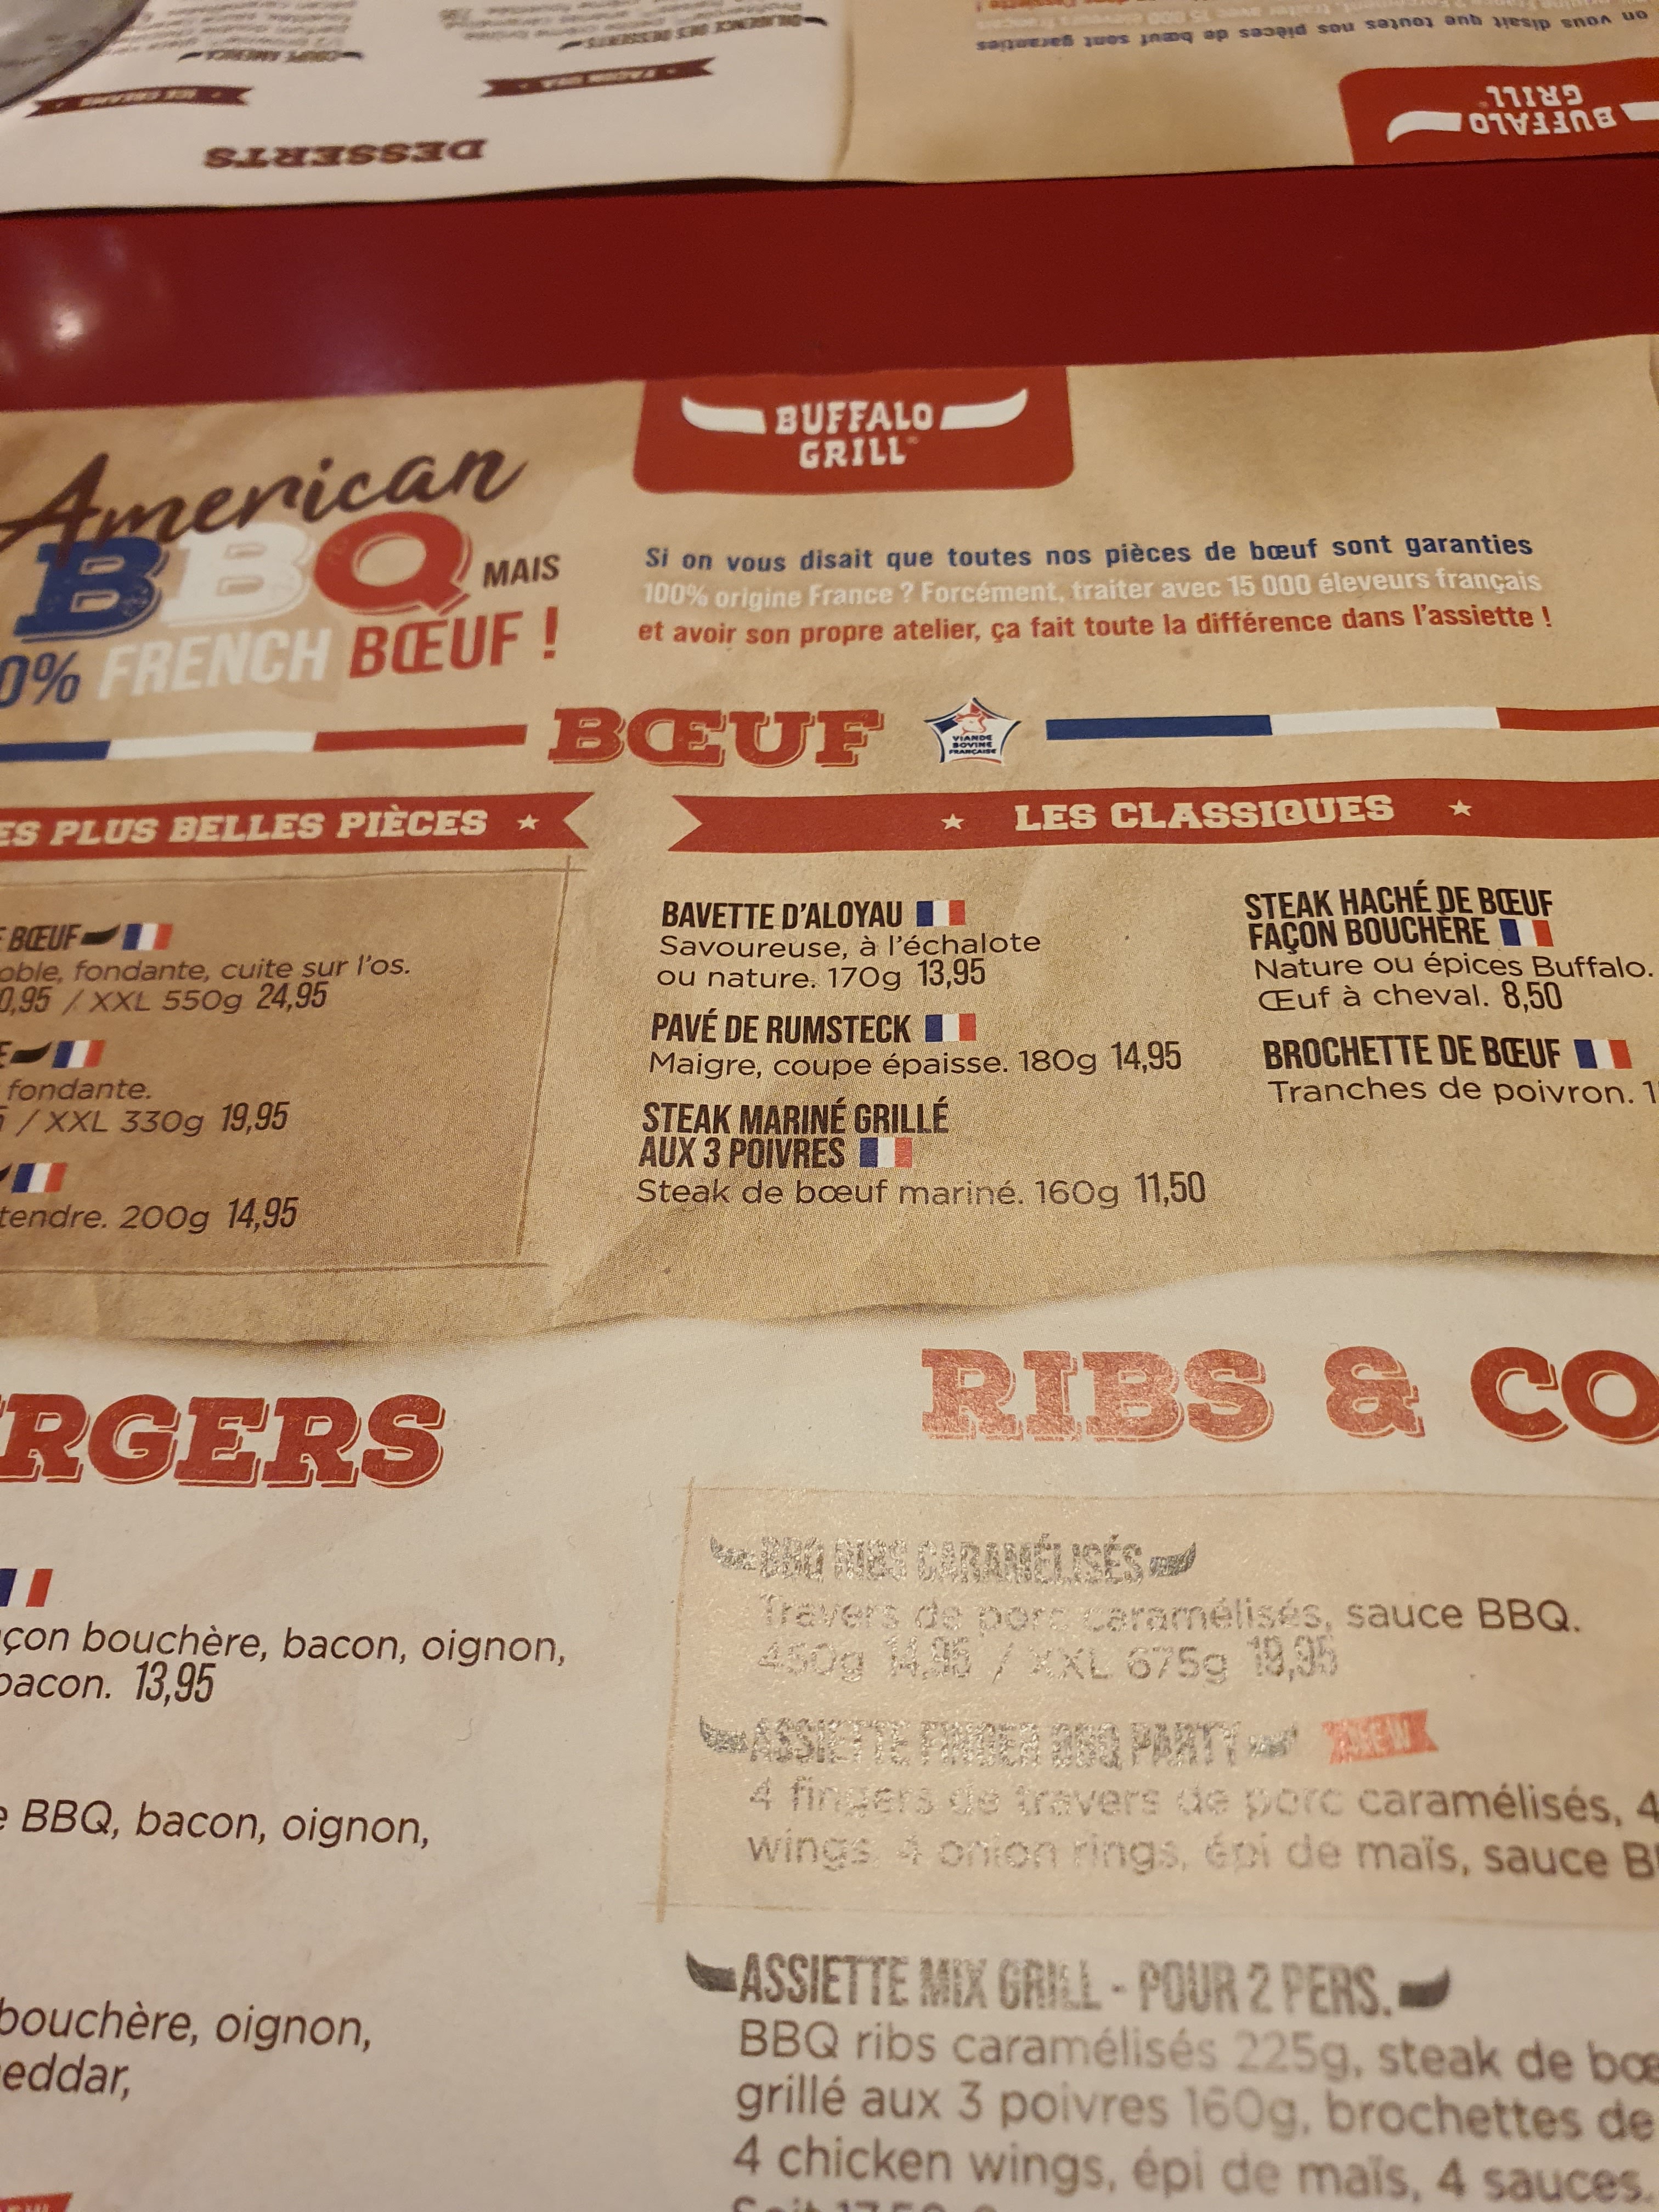 on vous disait que toutes nos pièces de bœuf sont garanties
BUFFALO
GRILL
DESSERTS
BUFFALO
GRILL
American
BBQ MAIS
0% FRENCH BŒUF !
Si on vous disait que toutes nos pièces de bœuf sont garanties
100% origine France ? Forcément, traiter avec 15 000 éleveurs français
et avoir son propre atelier, ça fait toute la différence dans l'assiette !
BŒUF
VIANDE
BOVINE
FRANÇAISE
ES PLUS BELLES PIÈCES
BŒUF
oble, fondante, cuite sur l'os.
0,95 / XXL 550g 24,95
fondante.
/ XXL 330g 19,95
tendre. 200g 14,95
LES CLASSIQUES
BAVETTE D'ALOYAU
Savoureuse, à l'échalote
ou nature. 170g 13,95
PAVÉ DE RUMSTECK
Maigre, coupe épaisse. 180g 14,95
STEAK MARINÉ GRILLÉ
AUX 3 POIVRES
Steak de bœuf mariné. 160g 11,50
STEAK HACHÉ DE BŒUF
FAÇON BOUCHÈRE
Nature ou épices Buffalo.
Œuf à cheval. 8,50
BROCHETTE DE BŒUF
Tranches de poivron. 1
RGERS
çon bouchère, bacon, oignon,
bacon. 13,95
e BBQ, bacon, oignon,
bouchère, oignon,
eddar,
RIBS & CO
BBQ RIBS CARAMÉLISÉS
Travers de porc caramélisés, sauce BBQ.
450g 14,95 / XXL 675g 19,95
ASSIETTE FINGER BBQ PARTY NEW
4 fingers de travers de porc caramélisés, 4
wings, 4 onion rings, épi de maïs, sauce B
ASSIETTE MIX GRILL - POUR 2 PERS.
BBQ ribs caramélisés 225g, steak de bœ
grillé aux 3 poivres 160g, brochettes de
4 chicken wings, épi de maïs, 4 sauces.